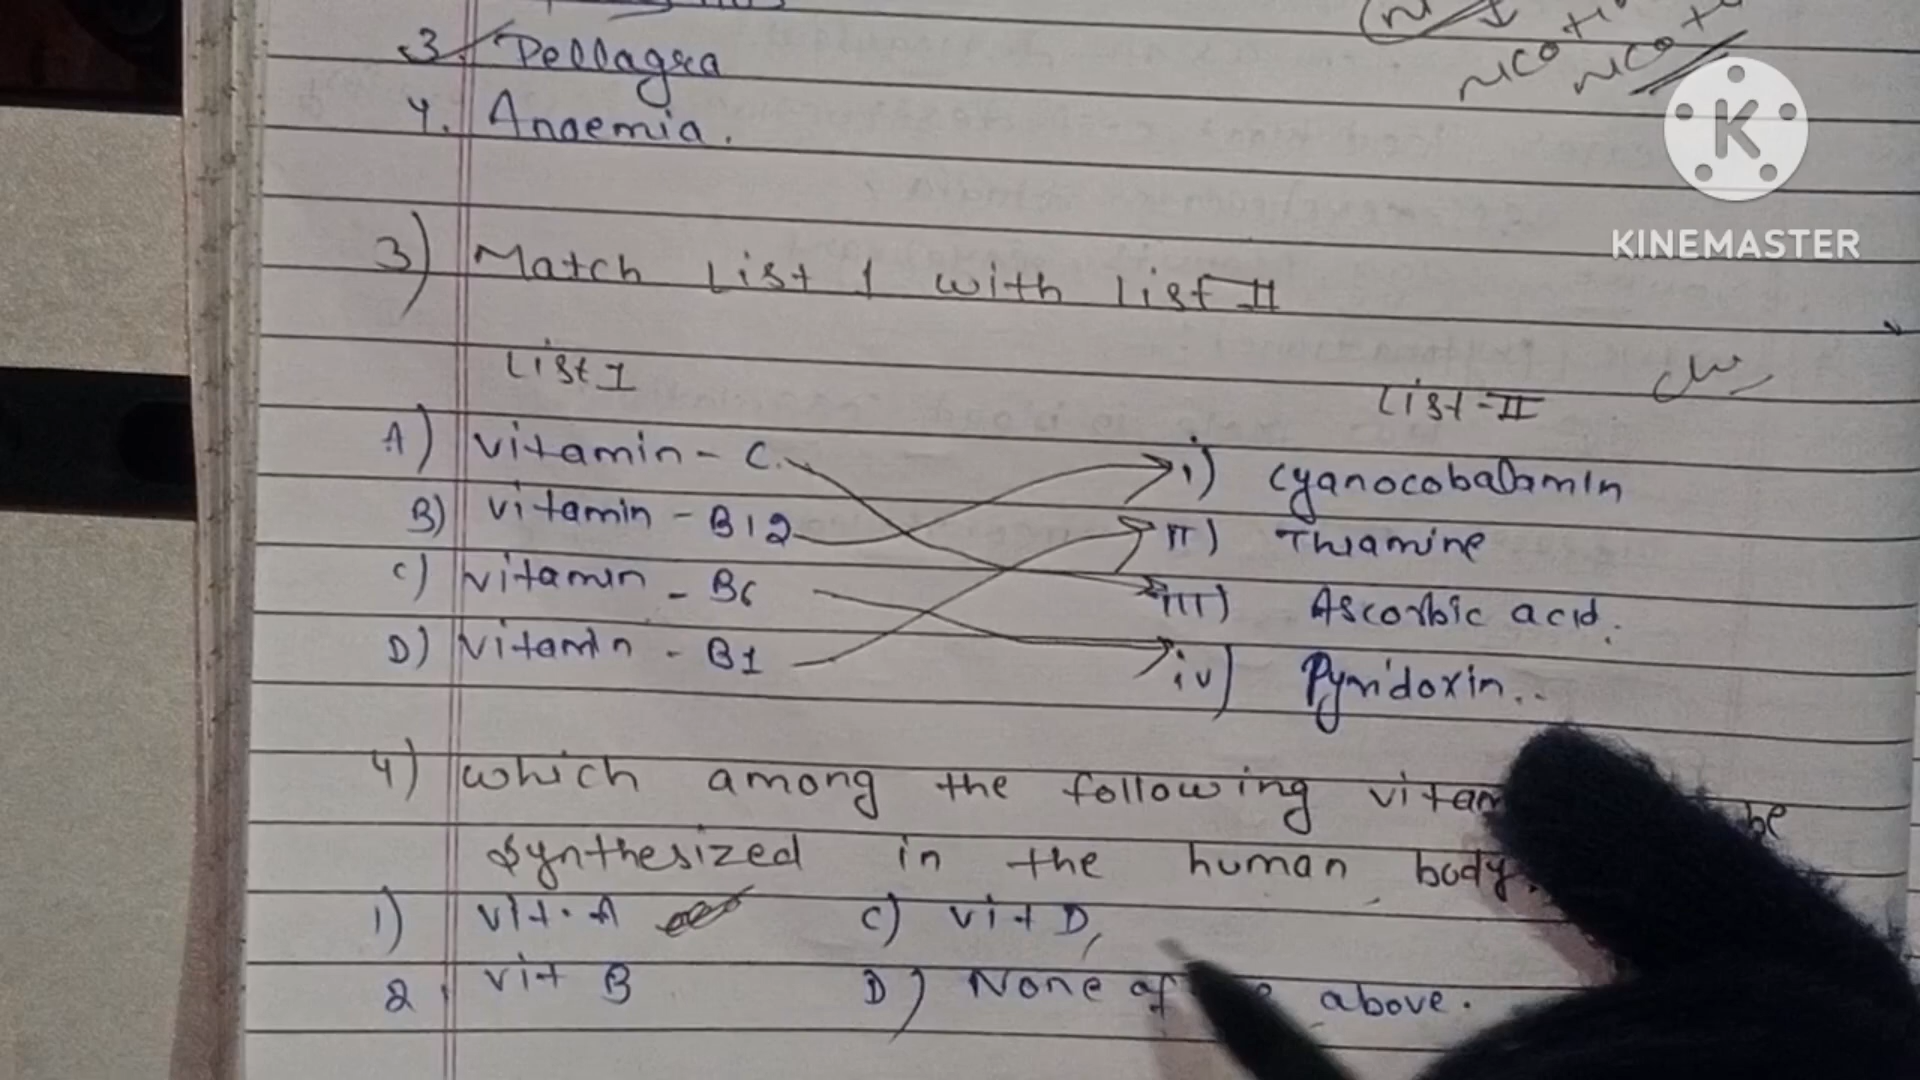 3. Pellagra
4. Anaemia.
KINEMASTER
3) Match List 1 with List II
List I
List-II
A) vitamin - C.
i) Cyanocobalamin
B) vitamin - B12
II) Thiamine
C) vitamin - B6
III) Ascorbic acid.
D) vitamin - B1
iv) Pyridoxin..
4) which among the following be
synthesized in the human body.
1) vit. A C) vit D,
2. vit B D) None of above.